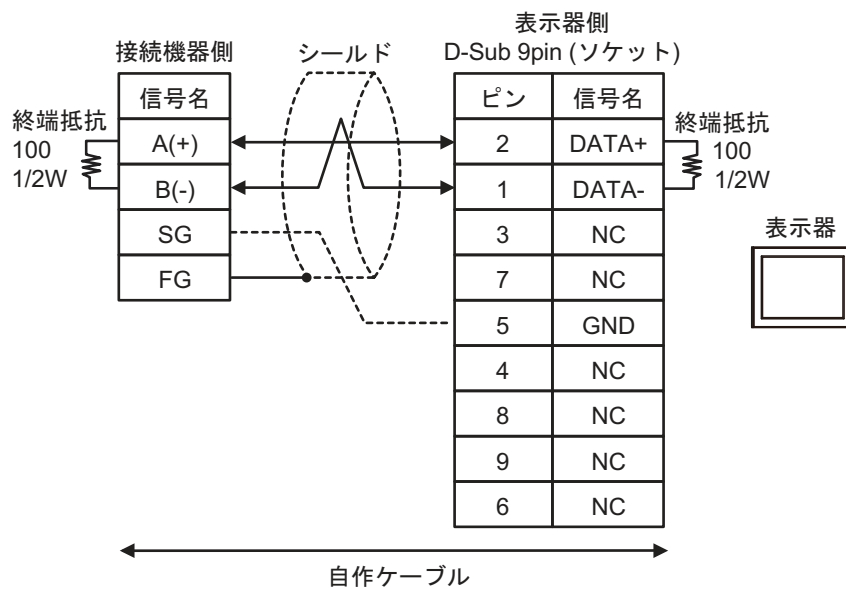 表示器側
接続機器側 シールド D-Sub 9pin (ソケット)
信号名 ピン 信号名
終端抵抗
100
1/2W
A(+) 2 DATA+
終端抵抗
100
1/2W
B(-) 1 DATA-
SG 3 NC
表示器
FG 7 NC
5 GND
4 NC
8 NC
9 NC
6 NC
自作ケーブル